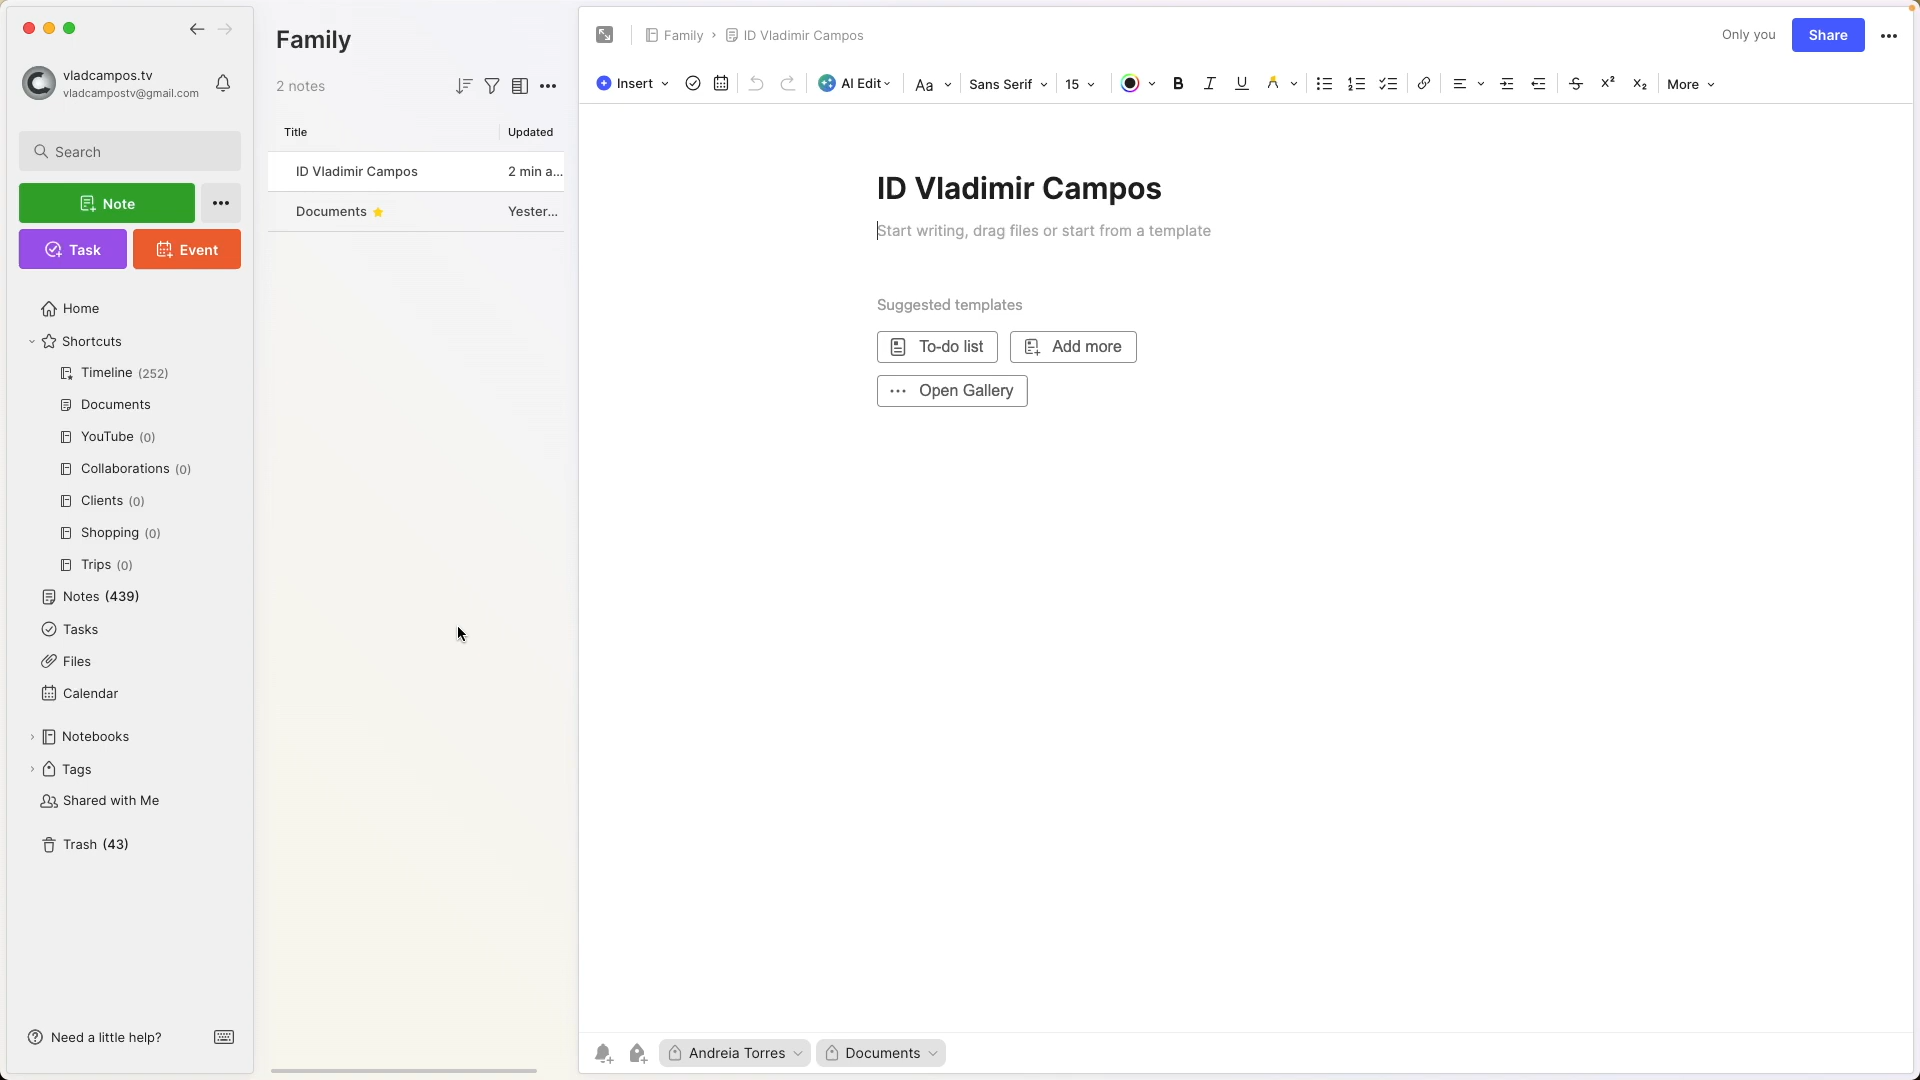 vladcampos.tv
vladcampostv@gmail.com
Search
Note
Task
Event
Home
Shortcuts
Timeline (252)
Documents
YouTube (0)
Collaborations (0)
Clients (0)
Shopping (0)
Trips (0)
Notes (439)
Tasks
Files
Calendar
Notebooks
Tags
Shared with Me
Trash (43)
Need a little help?
Family
2 notes
Title Updated
ID Vladimir Campos 2 min a...
Documents Yester...
Family › ID Vladimir Campos
Only you Share
Insert AI Edit Aa Sans Serif 15 B I U More
ID Vladimir Campos
Start writing, drag files or start from a template
Suggested templates
To-do list Add more
Open Gallery
Andreia Torres Documents